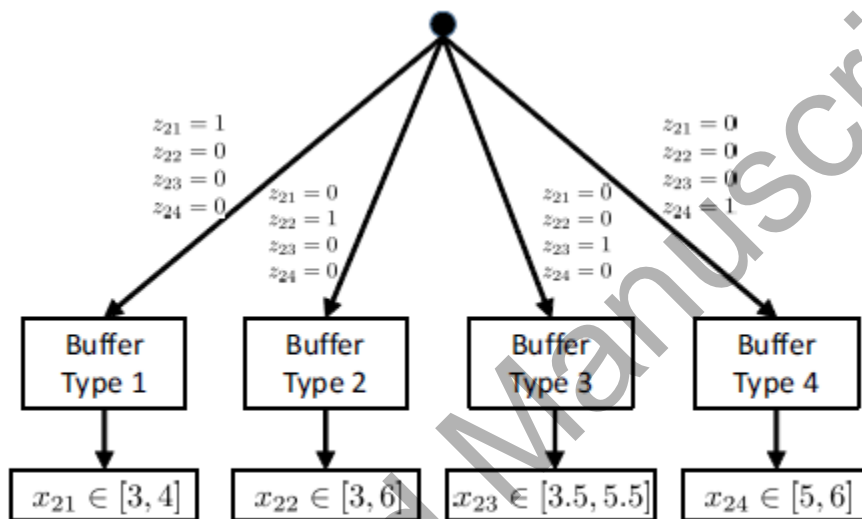 z₂₁ = 1
z₂₂ = 0
z₂₃ = 0
z₂₄ = 0
z₂₁ = 0
z₂₂ = 1
z₂₃ = 0
z₂₄ = 0
z₂₁ = 0
z₂₂ = 0
z₂₃ = 1
z₂₄ = 0
z₂₁ = 0
z₂₂ = 0
z₂₃ = 0
z₂₄ = 1
Buffer
Type 1
Buffer
Type 2
Buffer
Type 3
Buffer
Type 4
x₂₁ ∈ [3, 4]
x₂₂ ∈ [3, 6]
x₂₃ ∈ [3.5, 5.5]
x₂₄ ∈ [5, 6]
Manuscri